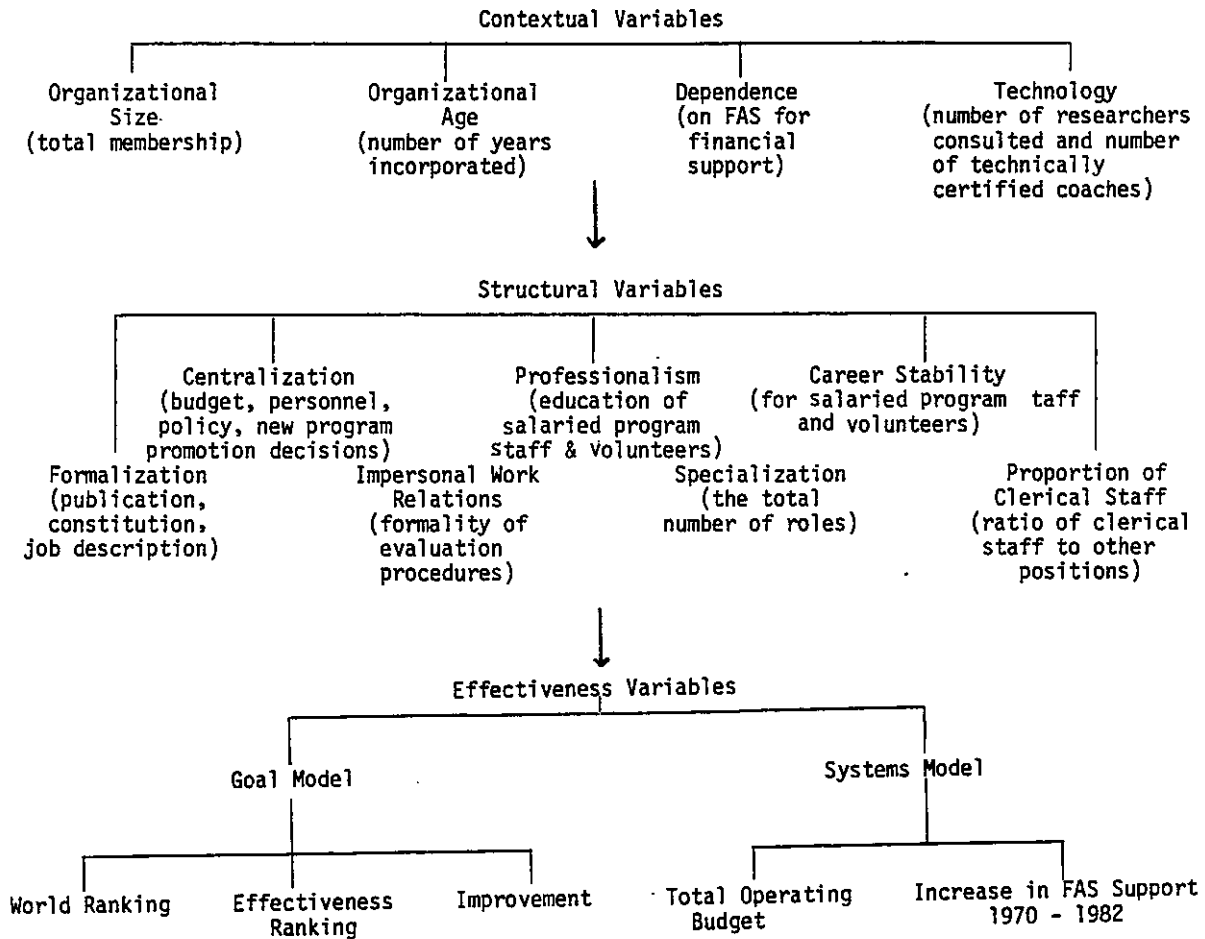 Contextual Variables
Organizational
Size
(total membership)
Organizational
Age
(number of years
incorporated)
Dependence
(on FAS for
financial
support)
Technology
(number of researchers
consulted and number
of technically
certified coaches)
Structural Variables
Centralization
(budget, personnel,
policy, new program
promotion decisions)
Professionalism
(education of
salaried program
staff & volunteers)
Career Stability
(for salaried program taff
and volunteers)
Formalization
(publication,
constitution,
job description)
Impersonal Work
Relations
(formality of
evaluation
procedures)
Specialization
(the total
number of roles)
Proportion of
Clerical Staff
(ratio of clerical
staff to other
positions)
Effectiveness Variables
Goal Model
Systems Model
World Ranking
Effectiveness
Ranking
Improvement
Total Operating
Budget
Increase in FAS Support
1970 - 1982